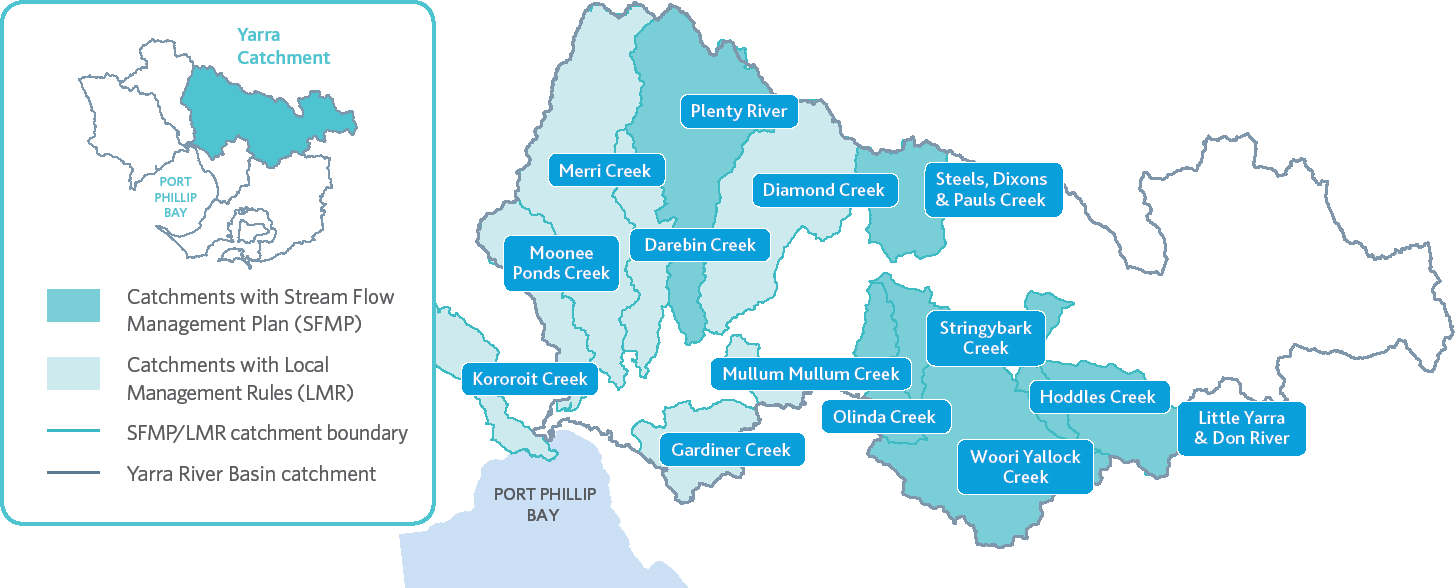 Yarra
Catchment
PORT
PHILLIP
BAY
Catchments with Stream Flow
Management Plan (SFMP)
Catchments with Local
Management Rules (LMR)
SFMP/LMR catchment boundary
Yarra River Basin catchment
Plenty River
Merri Creek
Diamond Creek
Steels, Dixons
& Pauls Creek
Darebin Creek
Moonee
Ponds Creek
Stringybark
Creek
Kororoit Creek
Mullum Mullum Creek
Hoddles Creek
Olinda Creek
Little Yarra
& Don River
Gardiner Creek
Woori Yallock
Creek
PORT PHILLIP
BAY